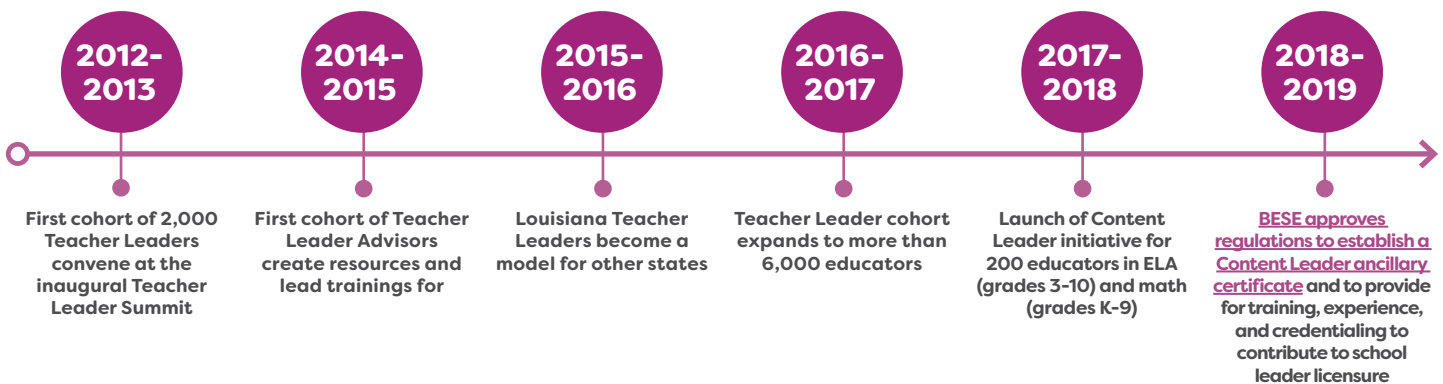 2012-
2013
First cohort of 2,000
Teacher Leaders
convene at the
inaugural Teacher
Leader Summit
2014-
2015
First cohort of Teacher
Leader Advisors
create resources and
lead trainings for
2015-
2016
Louisiana Teacher
Leaders become a
model for other states
2016-
2017
Teacher Leader cohort
expands to more than
6,000 educators
2017-
2018
Launch of Content
Leader initiative for
200 educators in ELA
(grades 3-10) and math
(grades K-9)
2018-
2019
BESE approves
regulations to establish a
Content Leader ancillary
certificate and to provide
for training, experience,
and credentialing to
contribute to school
leader licensure